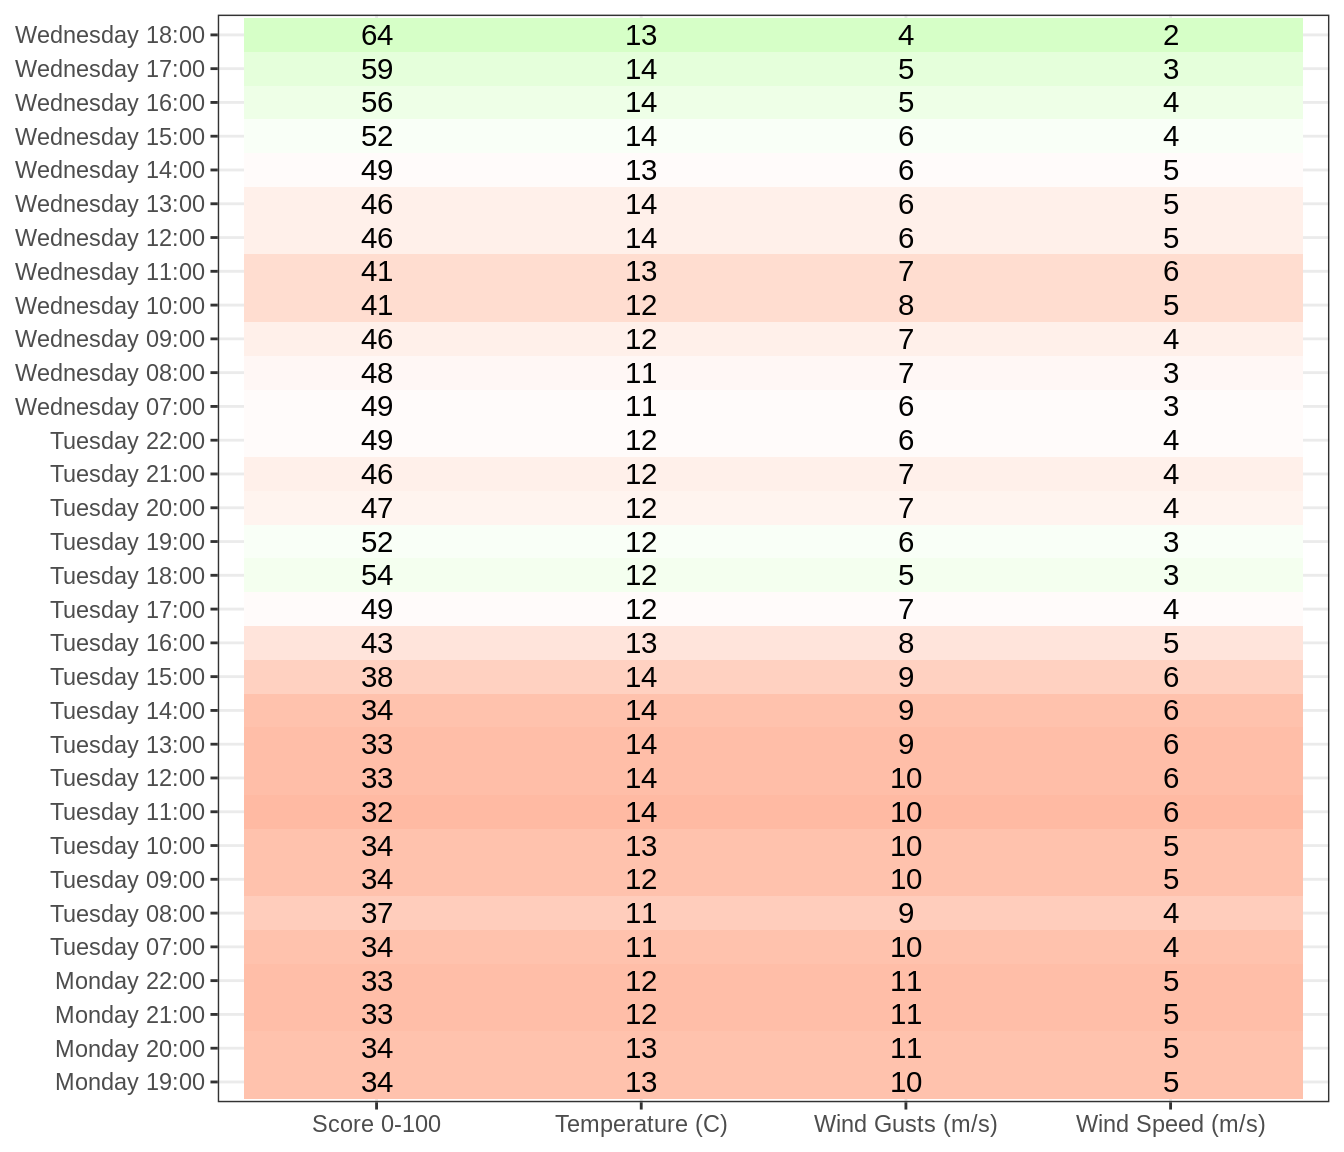 Wednesday 18:00 64 13 4 2
Wednesday 17:00 59 14 5 3
Wednesday 16:00 56 14 5 4
Wednesday 15:00 52 14 6 4
Wednesday 14:00 49 13 6 5
Wednesday 13:00 46 14 6 5
Wednesday 12:00 46 14 6 5
Wednesday 11:00 41 13 7 6
Wednesday 10:00 41 12 8 5
Wednesday 09:00 46 12 7 4
Wednesday 08:00 48 11 7 3
Wednesday 07:00 49 11 6 3
Tuesday 22:00 49 12 6 4
Tuesday 21:00 46 12 7 4
Tuesday 20:00 47 12 7 4
Tuesday 19:00 52 12 6 3
Tuesday 18:00 54 12 5 3
Tuesday 17:00 49 12 7 4
Tuesday 16:00 43 13 8 5
Tuesday 15:00 38 14 9 6
Tuesday 14:00 34 14 9 6
Tuesday 13:00 33 14 9 6
Tuesday 12:00 33 14 10 6
Tuesday 11:00 32 14 10 6
Tuesday 10:00 34 13 10 5
Tuesday 09:00 34 12 10 5
Tuesday 08:00 37 11 9 4
Tuesday 07:00 34 11 10 4
Monday 22:00 33 12 11 5
Monday 21:00 33 12 11 5
Monday 20:00 34 13 11 5
Monday 19:00 34 13 10 5
Score 0-100 Temperature (C) Wind Gusts (m/s) Wind Speed (m/s)